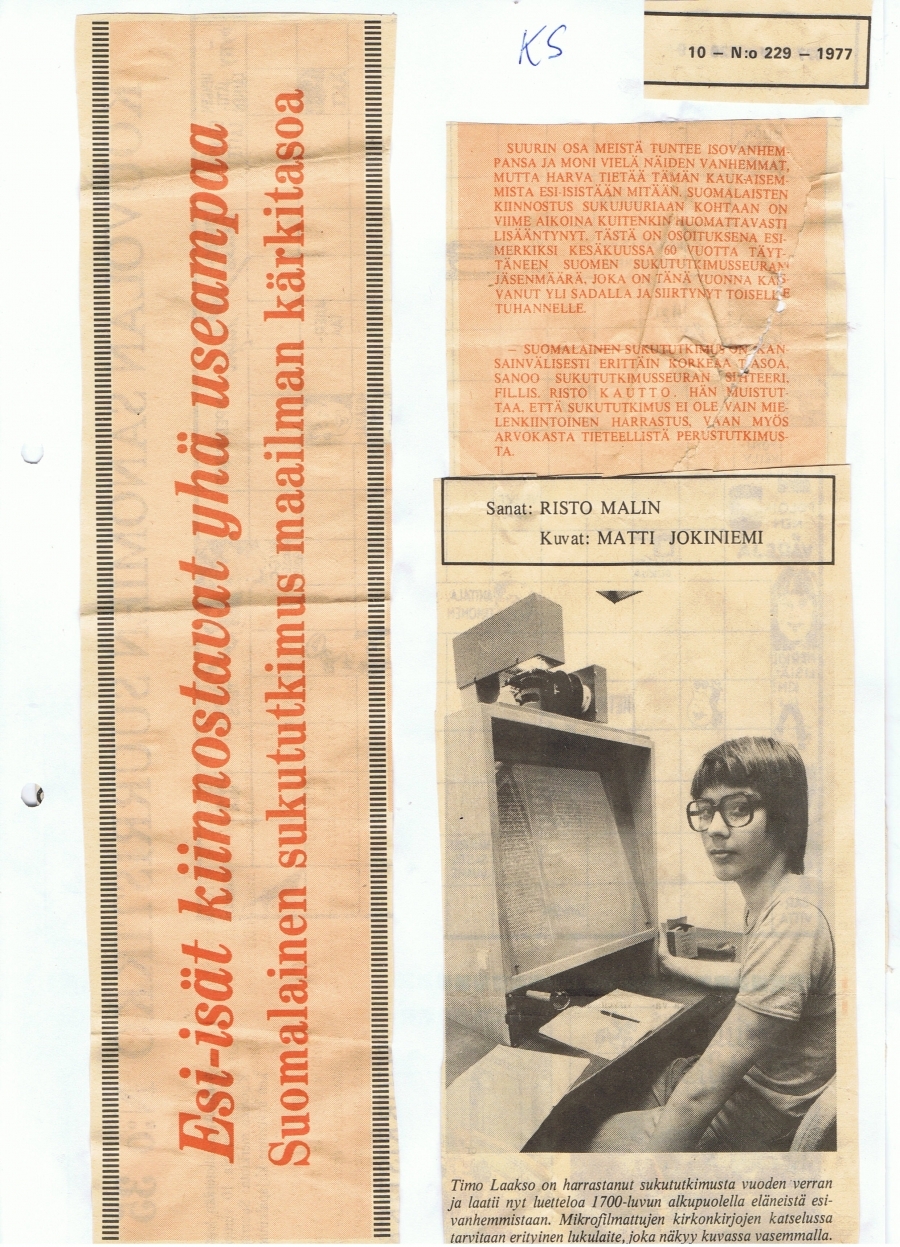 KS
10 – N:o 229 – 1977
Esi-isät kiinnostavat yhä useampaa
Suomalainen sukututkimus maailman kärkitasoa
SUURIN OSA MEISTÄ TUNTEE ISOVANHEM-
PANSA JA MONI VIELÄ NÄIDEN VANHEMMAT,
MUTTA HARVA TIETÄÄ TÄMÄN KAUKAISEM-
MISTA ESI-ISISTÄÄN MITÄÄN. SUOMALAISTEN
KIINNOSTUS SUKUJUURIAAN KOHTAAN ON
VIIME AIKOINA KUITENKIN HUOMATTAVASTI
LISÄÄNTYNYT. TÄSTÄ ON OSOITUKSENA ESI-
MERKIKSI KESÄKUUSSA 60 VUOTTA TÄYT-
TÄNEEN SUOMEN SUKUTUTKIMUSSEURAN
JÄSENMÄÄRÄ, JOKA ON TÄNÄ VUONNA KAS-
VANUT YLI SADALLA JA SIIRTYNYT TOISELLE
TUHANNELLE.
– SUOMALAINEN SUKUTUTKIMUS ON KAN-
SAINVÄLISESTI ERITTÄIN KORKEAA TASOA,
SANOO SUKUTUTKIMUSSEURAN SIHTEERI,
FIL.LIS. RISTO KAUTTO. HÄN MUISTUT-
TAA, ETTÄ SUKUTUTKIMUS EI OLE VAIN MIE-
LENKIINTOINEN HARRASTUS, VAAN MYÖS
ARVOKASTA TIETEELLISTÄ PERUSTUTKIMUS-
TA.
Sanat: RISTO MALIN
Kuvat: MATTI JOKINIEMI
Timo Laakso on harrastanut sukututkimusta vuoden verran
ja laatii nyt luetteloa 1700-luvun alkupuolella eläneistä esi-
vanhemmistaan. Mikrofilmattujen kirkonkirjojen katselussa
tarvitaan erityinen lukulaite, joka näkyy kuvassa vasemmalla.